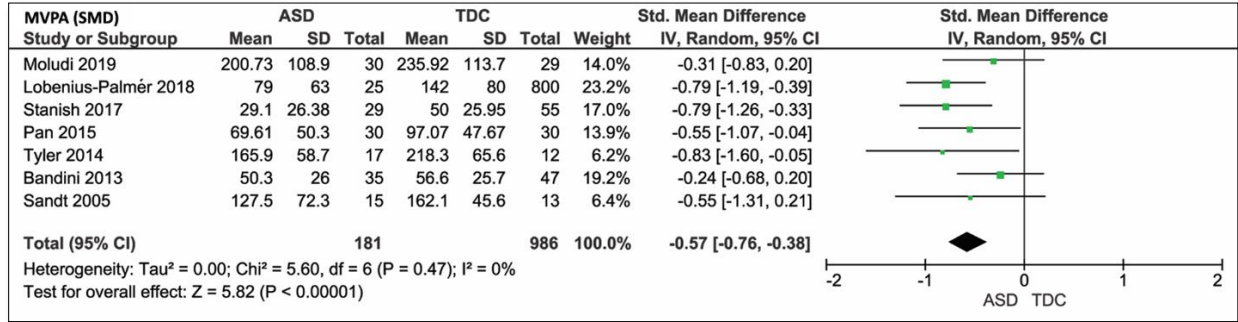 MVPA (SMD) ASD TDC Std. Mean Difference Std. Mean Difference
Study or Subgroup Mean SD Total Mean SD Total Weight IV, Random, 95% CI IV, Random, 95% CI
Moludi 2019 200.73 108.9 30 235.92 113.7 29 14.0% -0.31 [-0.83, 0.20]
Lobenius-Palmér 2018 79 63 25 142 80 800 23.2% -0.79 [-1.19, -0.39]
Stanish 2017 29.1 26.38 29 50 25.95 55 17.0% -0.79 [-1.26, -0.33]
Pan 2015 69.61 50.3 30 97.07 47.67 30 13.9% -0.55 [-1.07, -0.04]
Tyler 2014 165.9 58.7 17 218.3 65.6 12 6.2% -0.83 [-1.60, -0.05]
Bandini 2013 50.3 26 35 56.6 25.7 47 19.2% -0.24 [-0.68, 0.20]
Sandt 2005 127.5 72.3 15 162.1 45.6 13 6.4% -0.55 [-1.31, 0.21]
Total (95% CI) 181 986 100.0% -0.57 [-0.76, -0.38]
Heterogeneity: Tau² = 0.00; Chi² = 5.60, df = 6 (P = 0.47); I² = 0%
Test for overall effect: Z = 5.82 (P < 0.00001)
-2 -1 0 1 2
ASD TDC